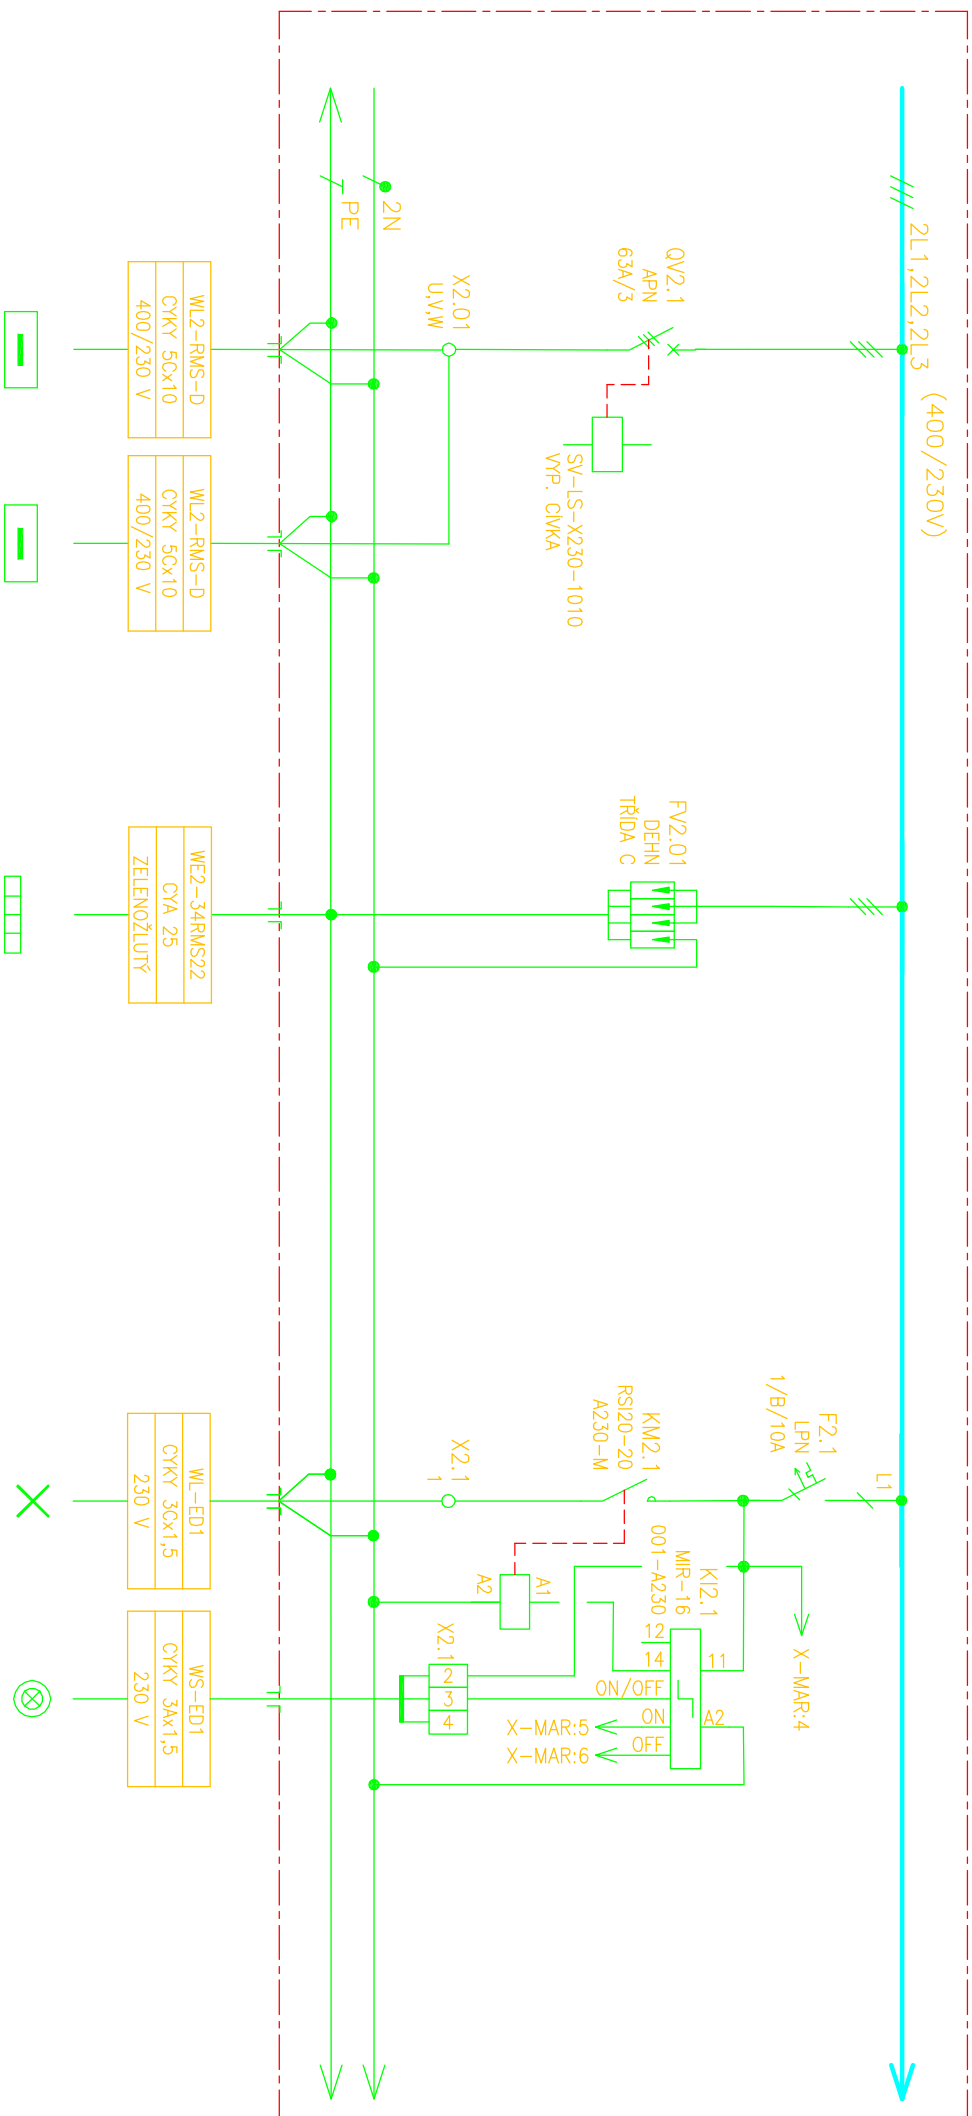 2L1,2L2,2L3
(400/230V)
2N
PE
QV2.1
APN
63A/3
SV-LS-X230-1010
VYP. CÍVKA
X2.01
U,V,W
WL2-RMS-D
CYKY 5Cx10
400/230 V
WL2-RMS-D
CYKY 5Cx10
400/230 V
FV2.01
DEHN
TŘÍDA C
WE2-34RMS22
CYA 25
ZELENOŽLUTÝ
L1
F2.1
LPN
1/B/10A
X-MAR:4
KM2.1
RSI20-20
A230-M
KI2.1
MIR-16
001-A230
11
A2
12
14
ON/OFF
ON
OFF
X-MAR:5
X-MAR:6
A1
A2
X2.1
1
X2.1
2
3
4
WL-ED1
CYKY 3Cx1,5
230 V
WS-ED1
CYKY 3Ax1,5
230 V